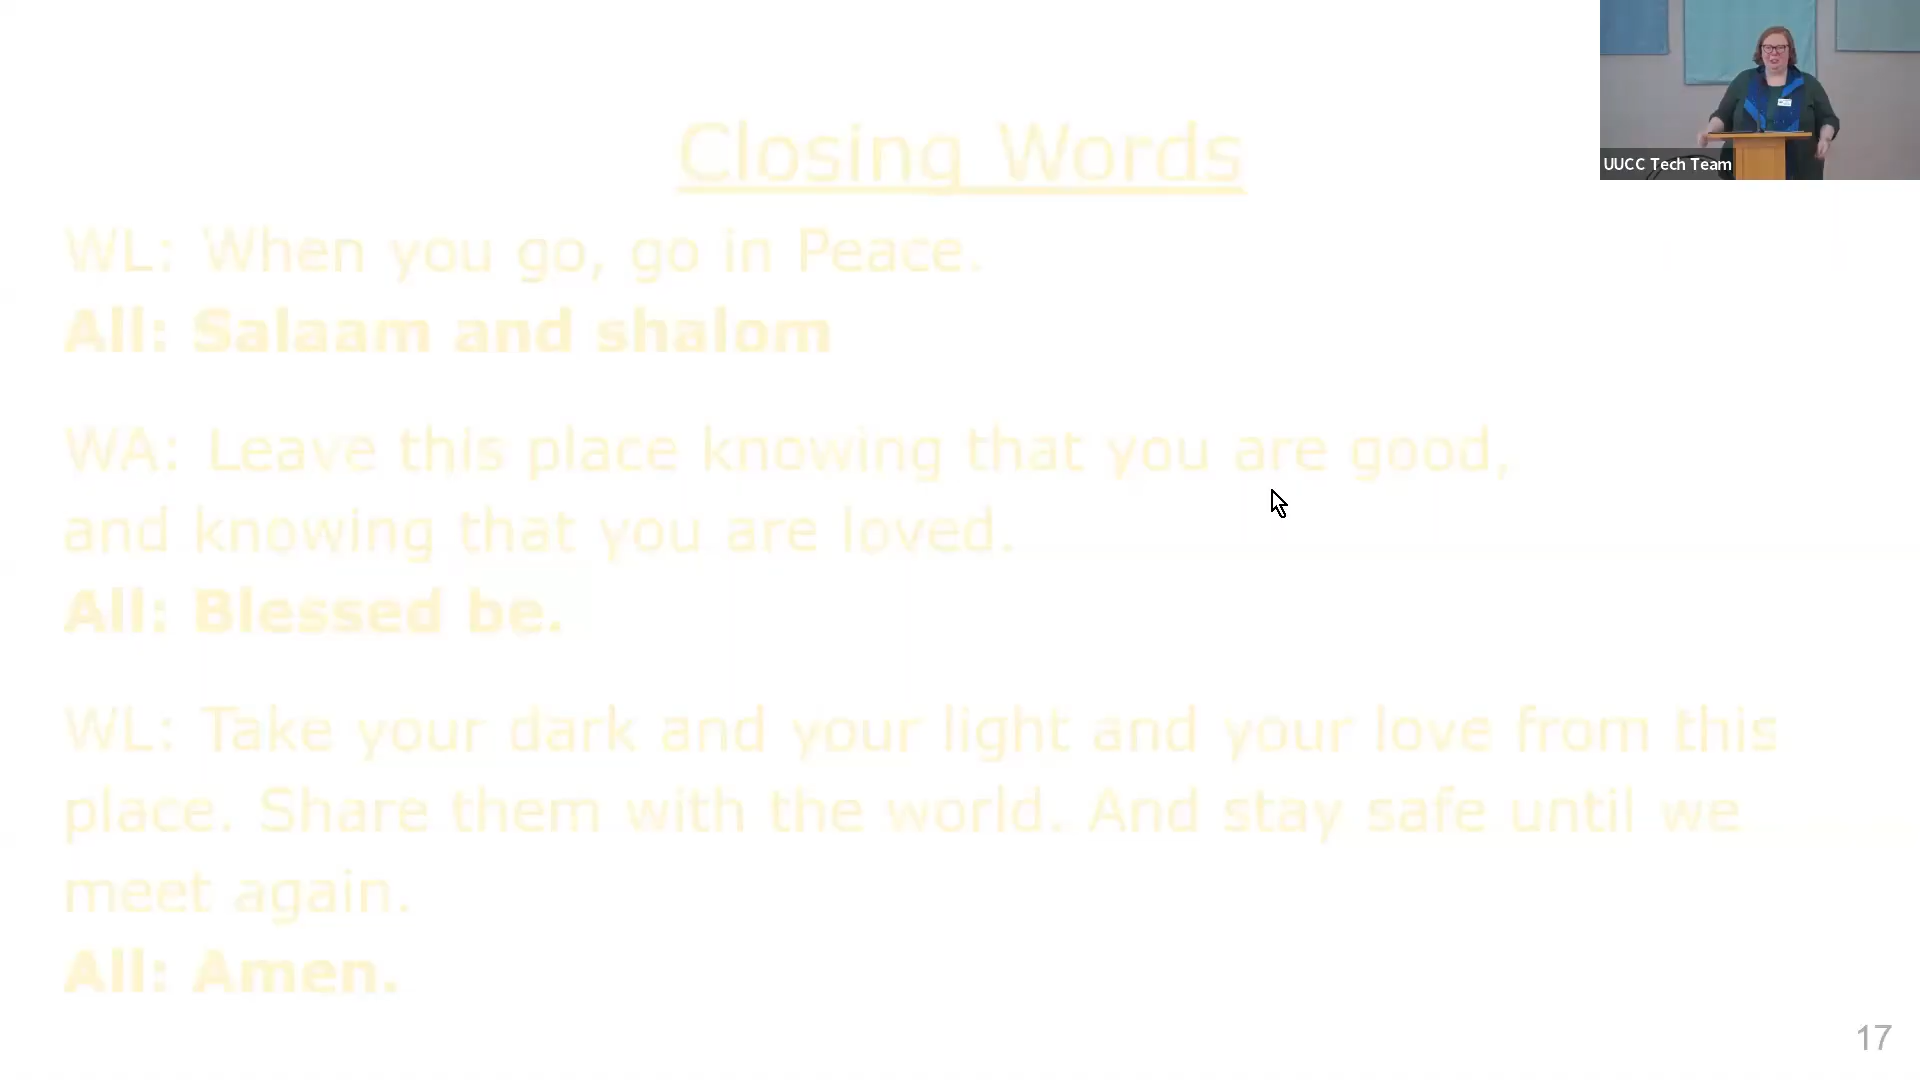 Closing Words
WL: When you go, go in Peace.
All: Salaam and shalom
WA: Leave this place knowing that you are good,
and knowing that you are loved.
All: Blessed be.
WL: Take your dark and your light and your love from this
place. Share them with the world. And stay safe until we
meet again.
All: Amen.
UUCC Tech Team
17